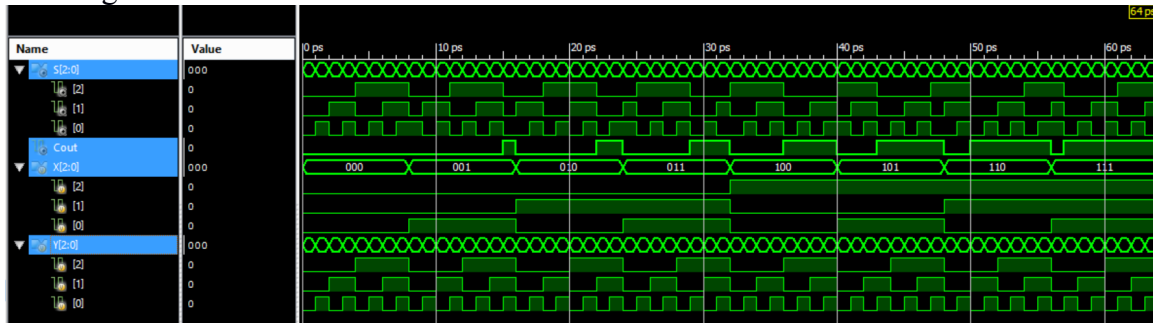 64 ps
Name Value 0 ps 10 ps 20 ps 30 ps 40 ps 50 ps 60 ps
S[2:0] 000
[2] 0
[1] 0
[0] 0
Cout 0
X[2:0] 000 000 001 010 011 100 101 110 111
[2] 0
[1] 0
[0] 0
Y[2:0] 000
[2] 0
[1] 0
[0] 0